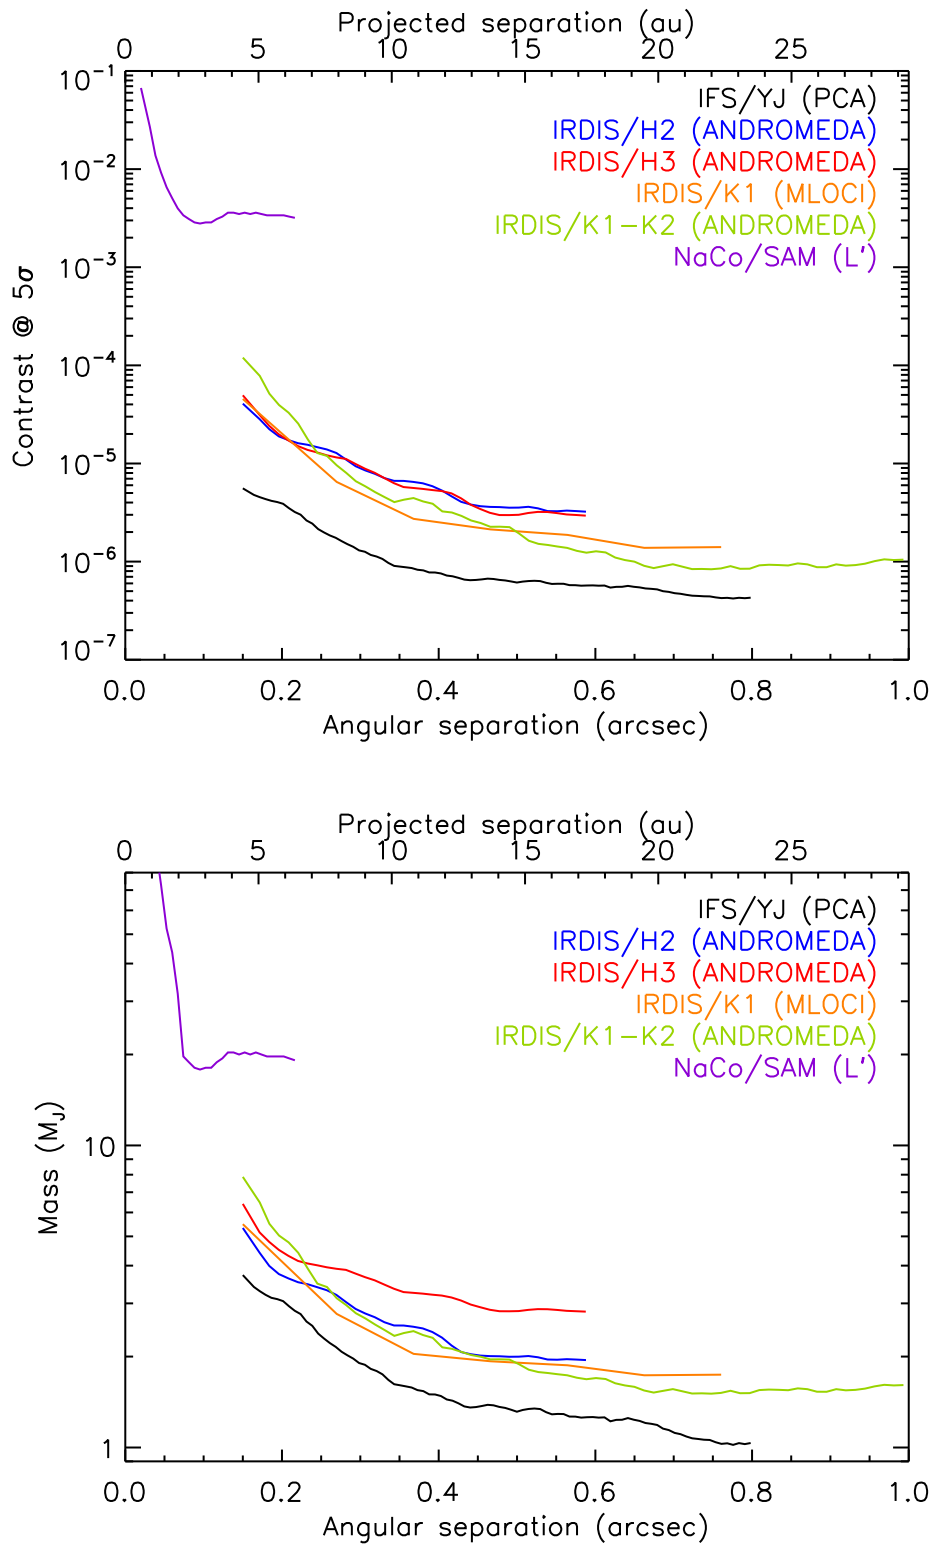 Projected separation (au)
0 5 10 15 20 25
10⁻¹
IFS/YJ (PCA)
IRDIS/H2 (ANDROMEDA)
IRDIS/H3 (ANDROMEDA)
IRDIS/K1 (MLOCI)
IRDIS/K1−K2 (ANDROMEDA)
NaCo/SAM (L')
10⁻²
10⁻³
10⁻⁴
10⁻⁵
10⁻⁶
10⁻⁷
Contrast @ 5σ
0.0 0.2 0.4 0.6 0.8 1.0
Angular separation (arcsec)
Projected separation (au)
0 5 10 15 20 25
IFS/YJ (PCA)
IRDIS/H2 (ANDROMEDA)
IRDIS/H3 (ANDROMEDA)
IRDIS/K1 (MLOCI)
IRDIS/K1−K2 (ANDROMEDA)
NaCo/SAM (L')
10
1
Mass (M_J)
0.0 0.2 0.4 0.6 0.8 1.0
Angular separation (arcsec)